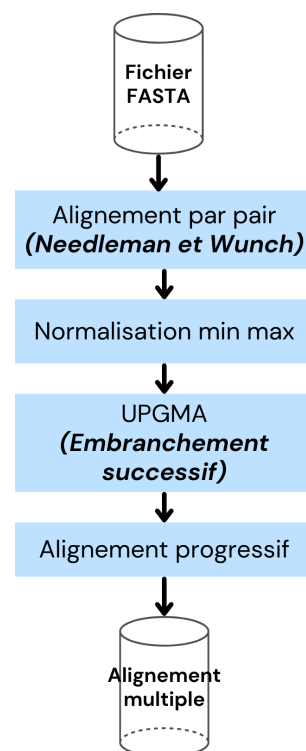 Fichier
FASTA
Alignement par pair
(Needleman et Wunch)
Normalisation min max
UPGMA
(Embranchement
successif)
Alignement progressif
Alignement
multiple